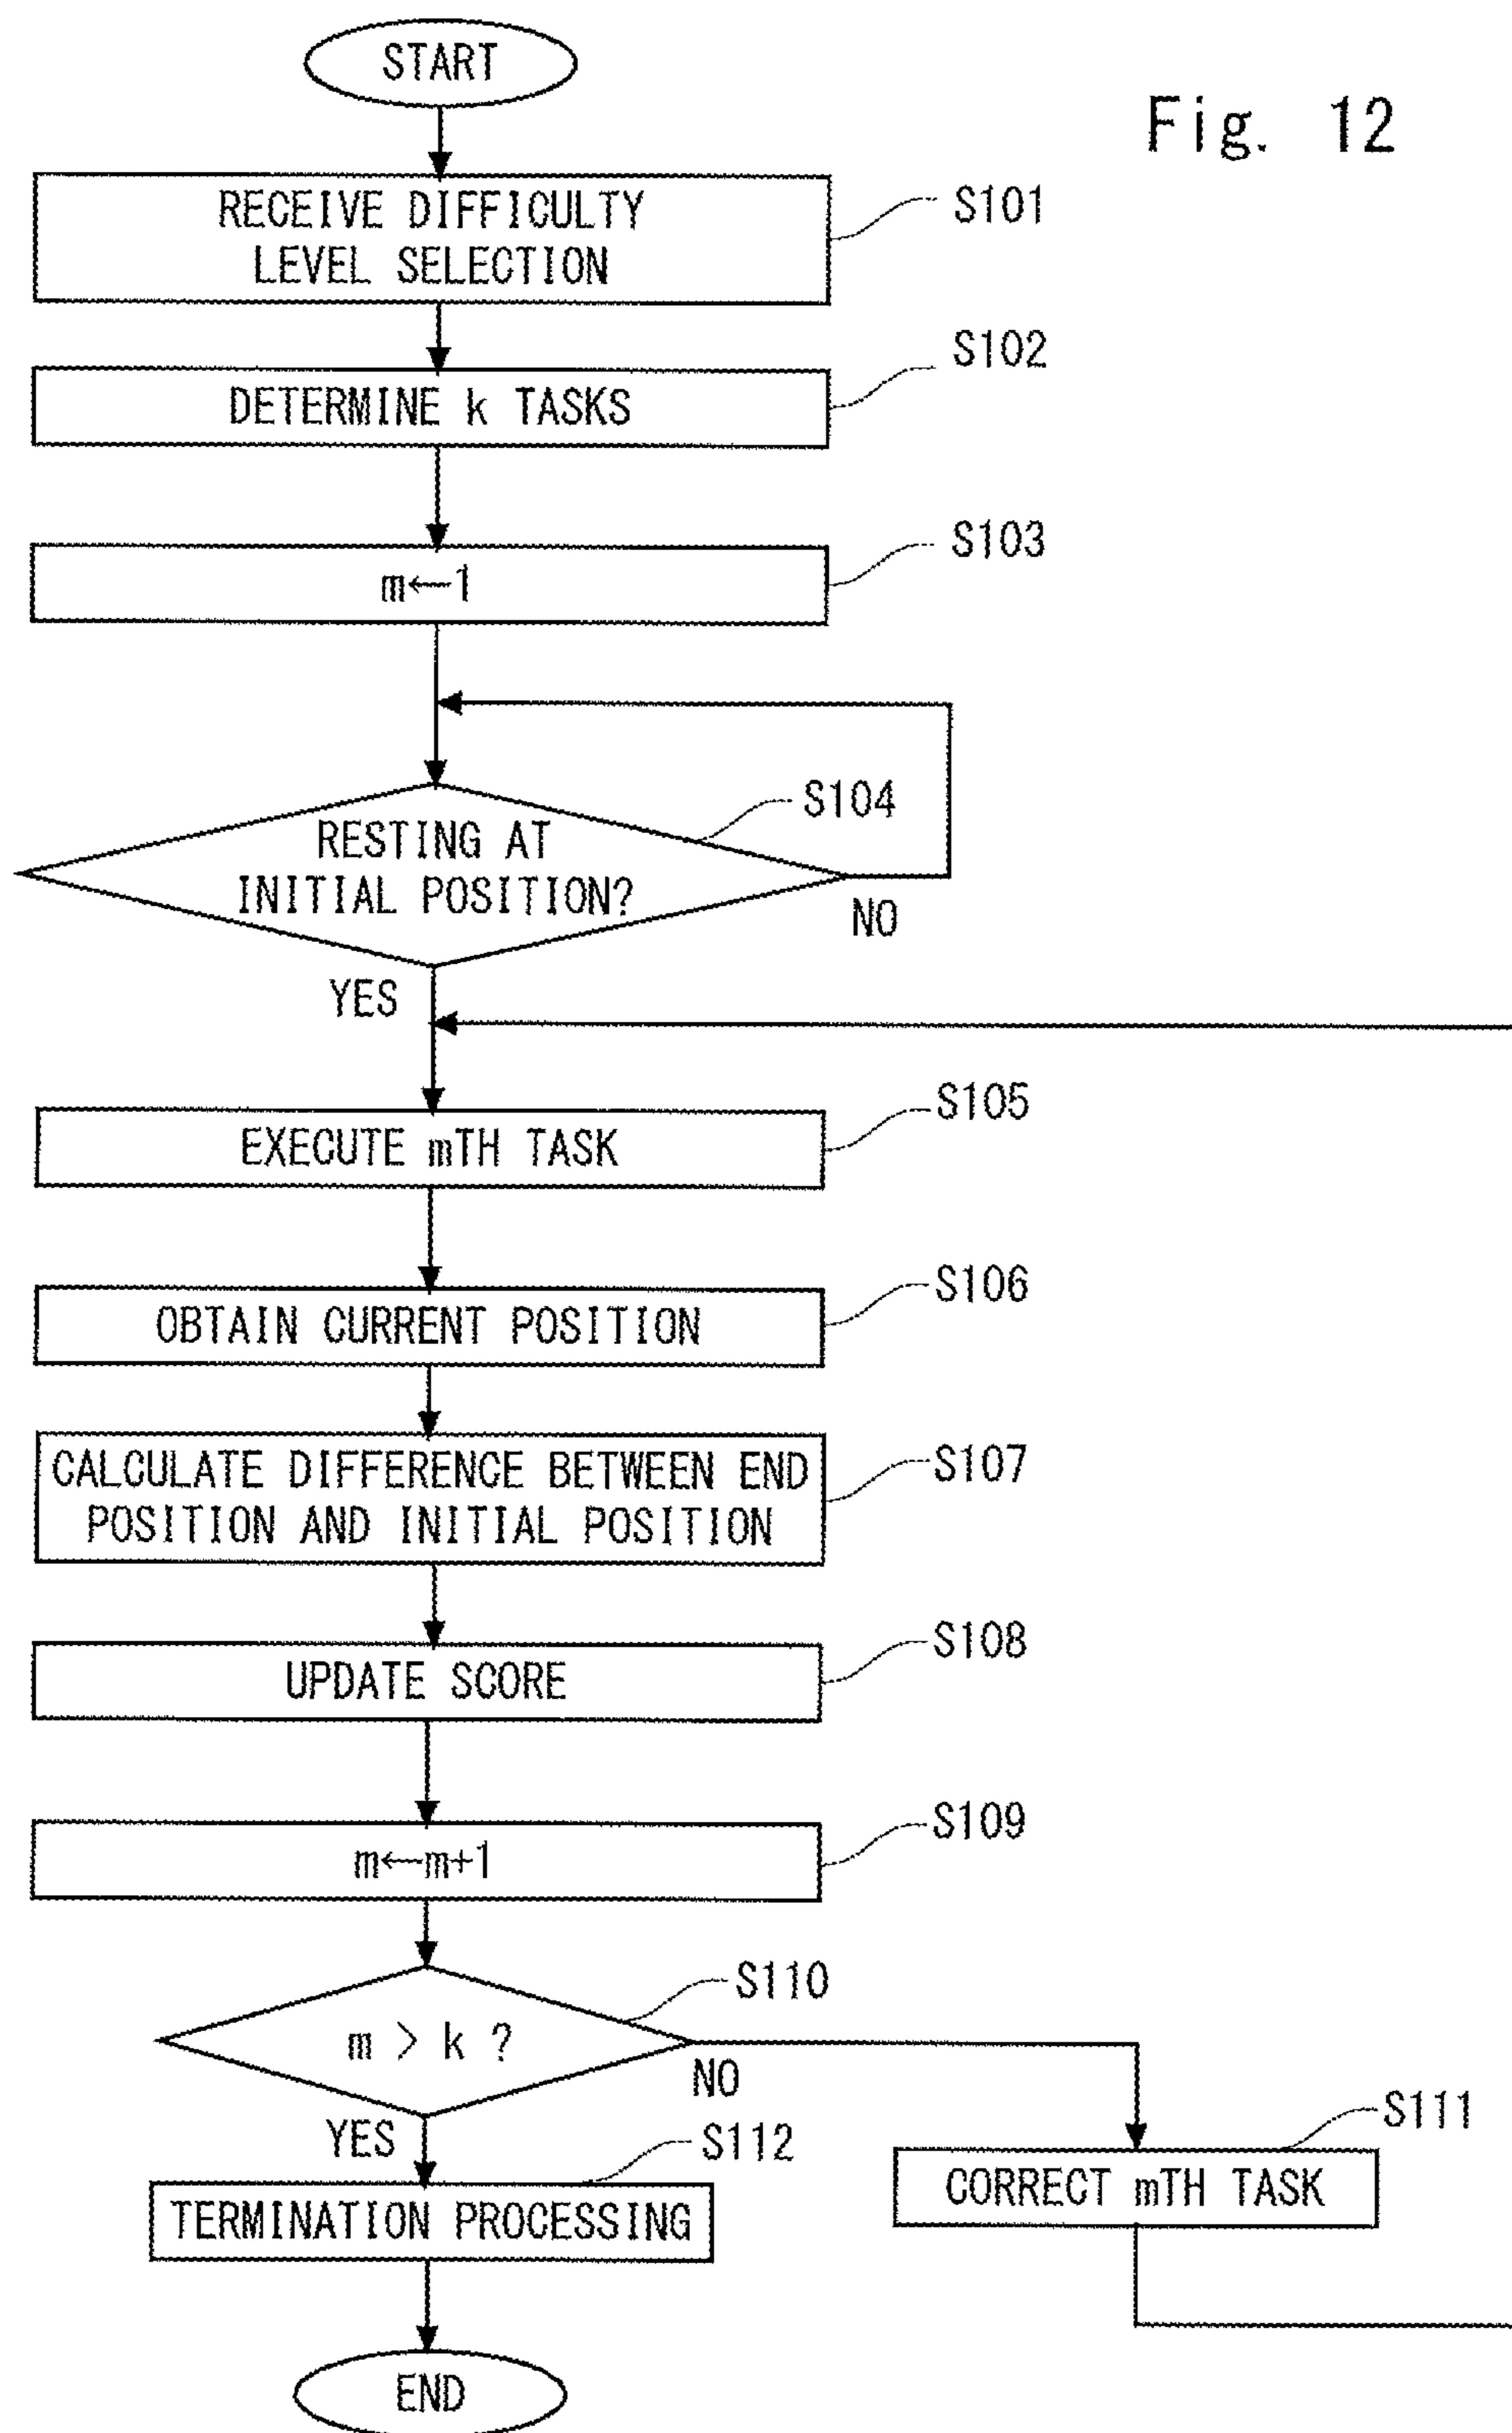 START
Fig. 12
RECEIVE DIFFICULTY
LEVEL SELECTION
S101
S102
DETERMINE k TASKS
S103
m←1
S104
RESTING AT
INITIAL POSITION?
NO
YES
S105
EXECUTE mTH TASK
S106
OBTAIN CURRENT POSITION
S107
CALCULATE DIFFERENCE BETWEEN END
POSITION AND INITIAL POSITION
S108
UPDATE SCORE
S109
m←m+1
S110
m > k ?
NO
YES
S111
CORRECT mTH TASK
S112
TERMINATION PROCESSING
END